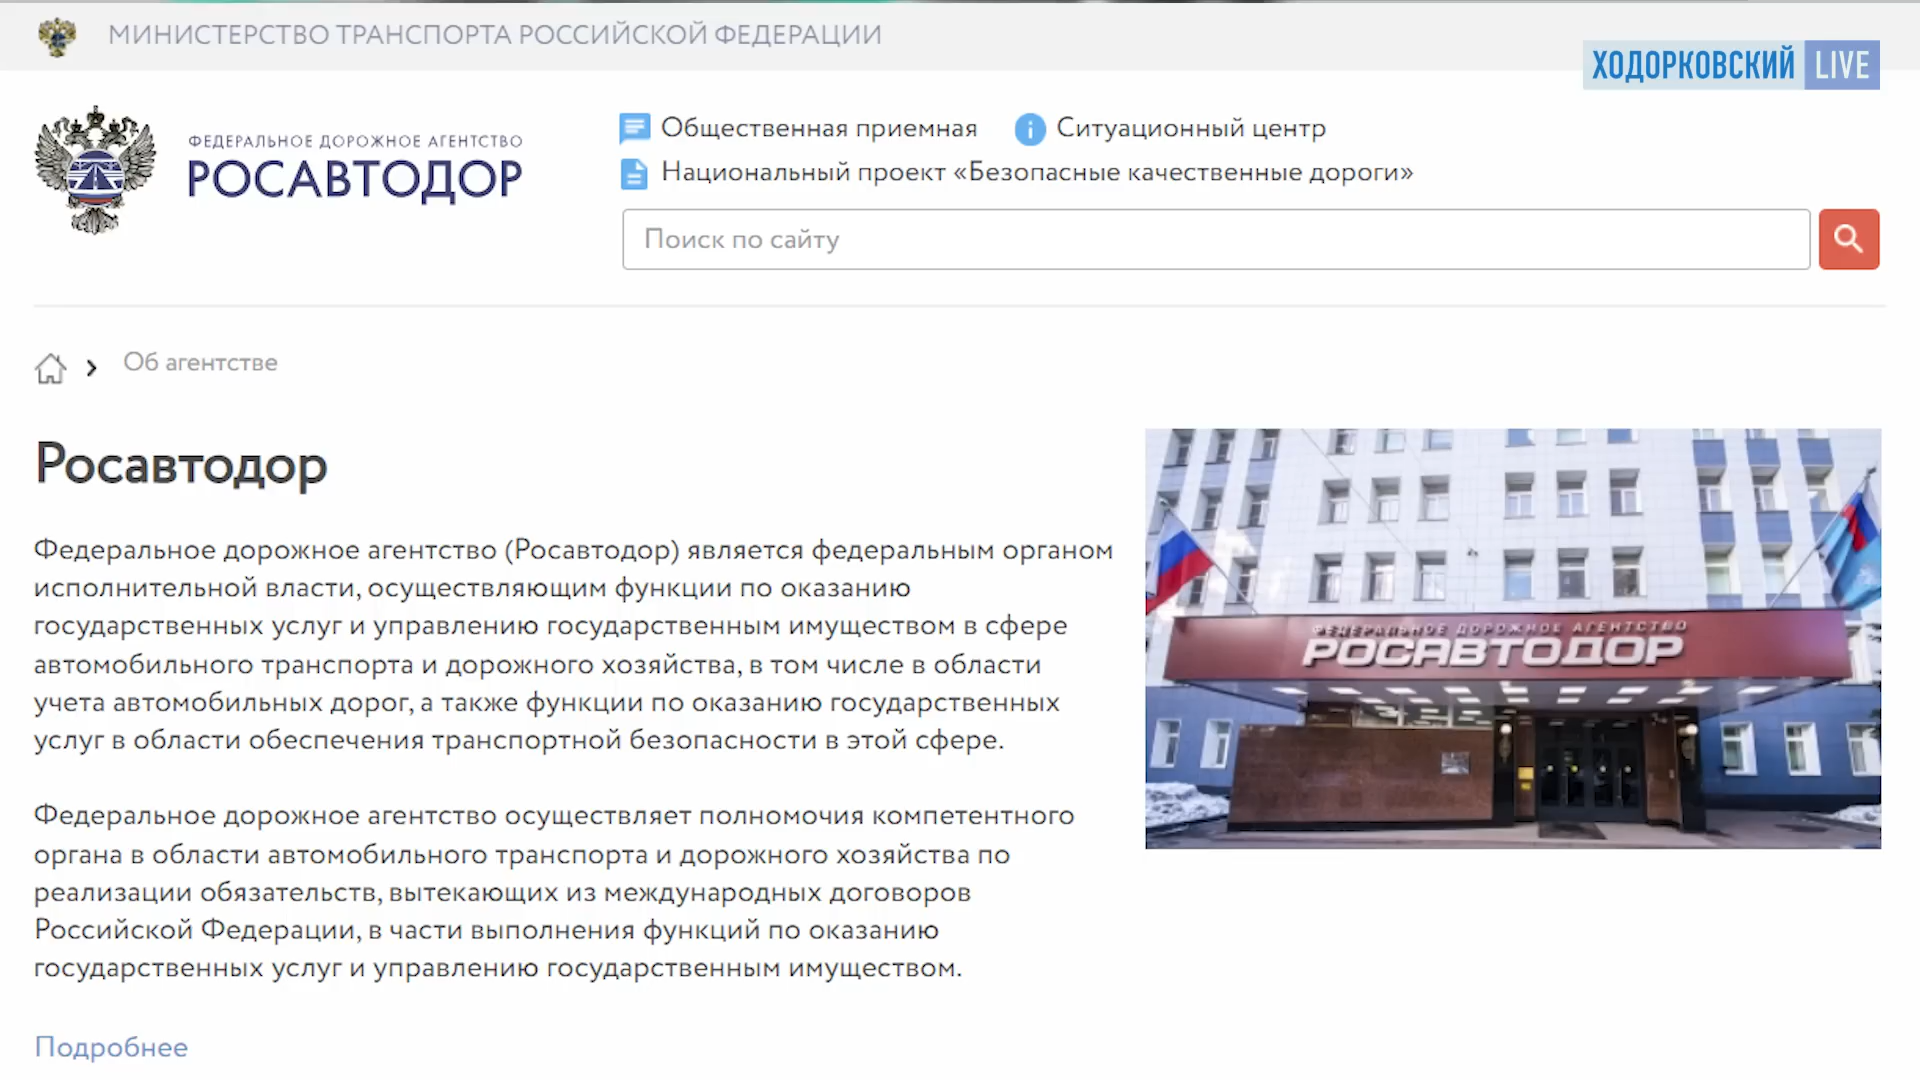 МИНИСТЕРСТВО ТРАНСПОРТА РОССИЙСКОЙ ФЕДЕРАЦИИ
ХОДОРКОВСКИЙ LIVE
ФЕДЕРАЛЬНОЕ ДОРОЖНОЕ АГЕНТСТВО
РОСАВТОДОР
Общественная приемная
Ситуационный центр
Национальный проект «Безопасные качественные дороги»
Поиск по сайту
Об агентстве
Росавтодор
Федеральное дорожное агентство (Росавтодор) является федеральным органом
исполнительной власти, осуществляющим функции по оказанию
государственных услуг и управлению государственным имуществом в сфере
автомобильного транспорта и дорожного хозяйства, в том числе в области
учета автомобильных дорог, а также функции по оказанию государственных
услуг в области обеспечения транспортной безопасности в этой сфере.
Федеральное дорожное агентство осуществляет полномочия компетентного
органа в области автомобильного транспорта и дорожного хозяйства по
реализации обязательств, вытекающих из международных договоров
Российской Федерации, в части выполнения функций по оказанию
государственных услуг и управлению государственным имуществом.
Подробнее
ФЕДЕРАЛЬНОЕ ДОРОЖНОЕ АГЕНТСТВО
РОСАВТОДОР